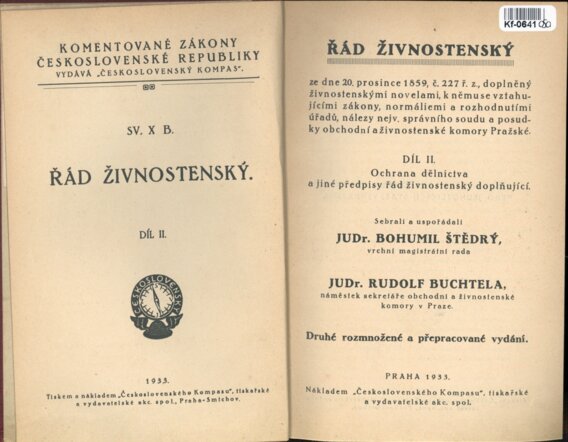 KOMENTOVANÉ ZÁKONY
ČESKOSLOVENSKÉ REPUBLIKY
VYDÁVÁ „ČESKOSLOVENSKÝ KOMPAS“.
SV. X B.
ŘÁD ŽIVNOSTENSKÝ.
DÍL II.
ČESKOSLOVENSKÝ
1933.
Tiskem a nákladem „Československého Kompasu“, tiskařské
a vydavatelské akc. spol., Praha-Smíchov.
Kf-0641
ŘÁD ŽIVNOSTENSKÝ
ze dne 20. prosince 1859, č. 227 ř. z., doplněný
živnostenskými novelami, k němu se vztahu-
jícími zákony, normáliemi a rozhodnutími
úřadů, nálezy nejv. správního soudu a posud-
ky obchodní a živnostenské komory Pražské.
DÍL II.
Ochrana dělnictva
a jiné předpisy řád živnostenský doplňující.
Sebrali a uspořádali
JUDr. BOHUMIL ŠTĚDRÝ,
vrchní magistrátní rada
JUDr. RUDOLF BUCHTELA,
náměstek sekretáře obchodní a živnostenské
komory v Praze.
Druhé rozmnožené a přepracované vydání.
PRAHA 1933.
Nákladem „Československého Kompasu“, tiskařské
a vydavatelské akc. spol.